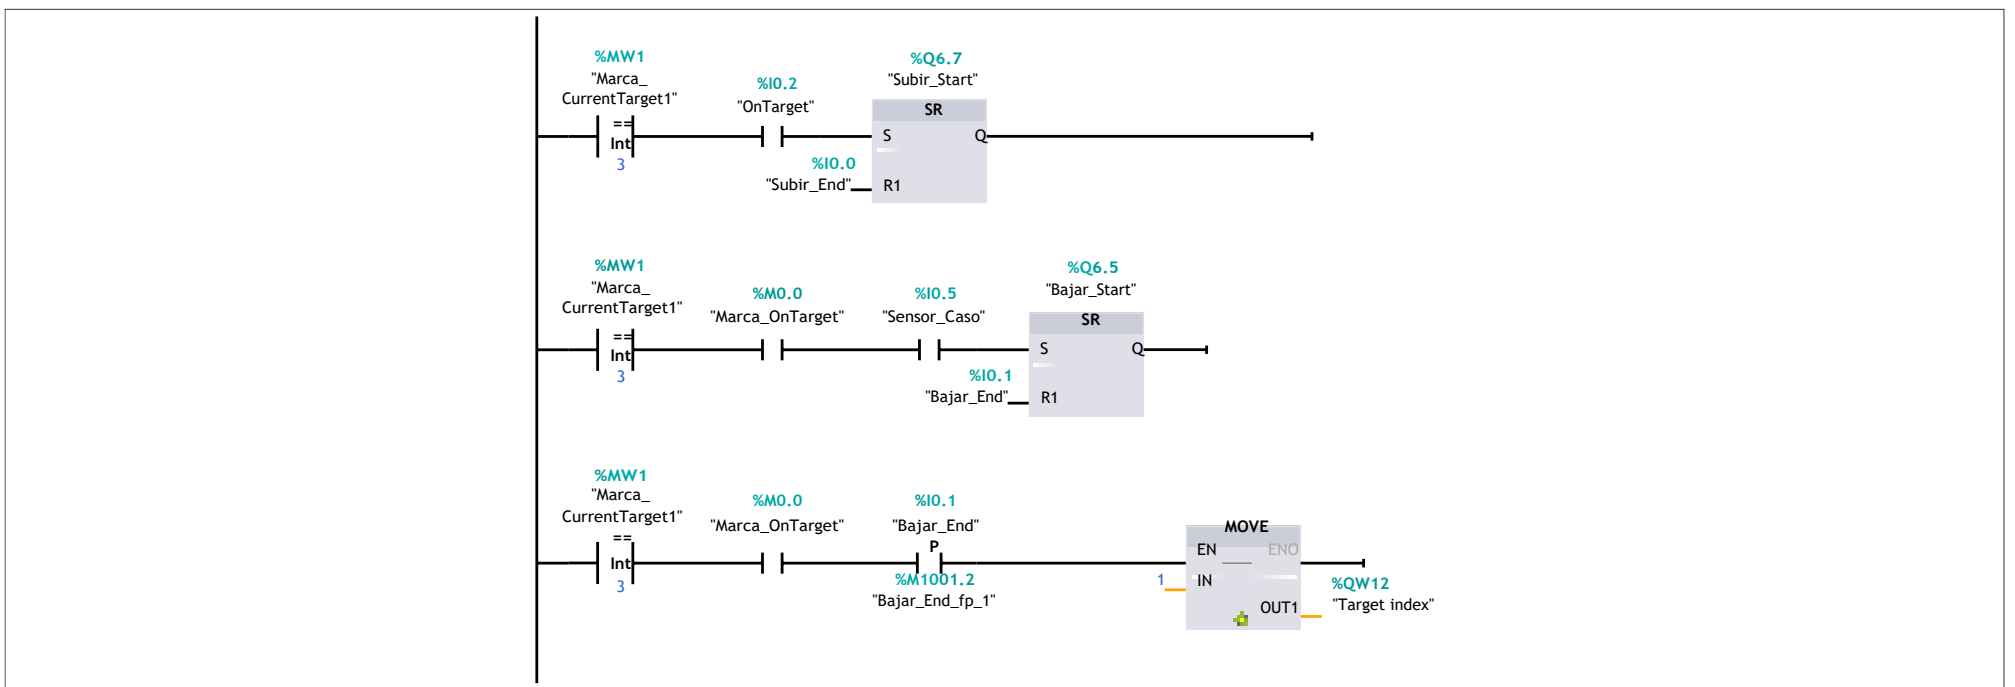 %MW1
"Marca_
CurrentTarget1"
==
Int
3
%I0.2
"OnTarget"
%Q6.7
"Subir_Start"
SR
S Q
%I0.0
"Subir_End" R1
%MW1
"Marca_
CurrentTarget1"
==
Int
3
%M0.0
"Marca_OnTarget"
%I0.5
"Sensor_Caso"
%Q6.5
"Bajar_Start"
SR
S Q
%I0.1
"Bajar_End" R1
%MW1
"Marca_
CurrentTarget1"
==
Int
3
%M0.0
"Marca_OnTarget"
%I0.1
"Bajar_End"
P
%M1001.2
"Bajar_End_fp_1"
MOVE
EN ENO
1 IN
%QW12
OUT1 "Target index"